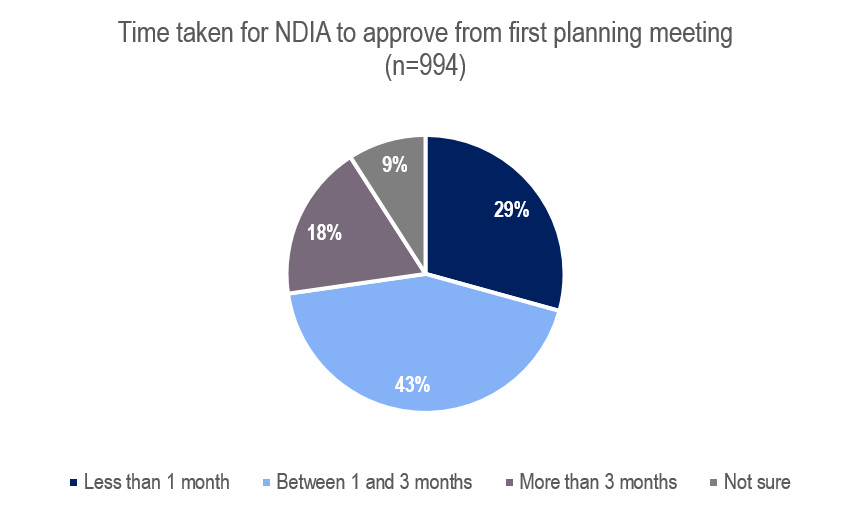 Time taken for NDIA to approve from first planning meeting
(n=994)
9%
29%
18%
43%
Less than 1 month
Between 1 and 3 months
More than 3 months
Not sure